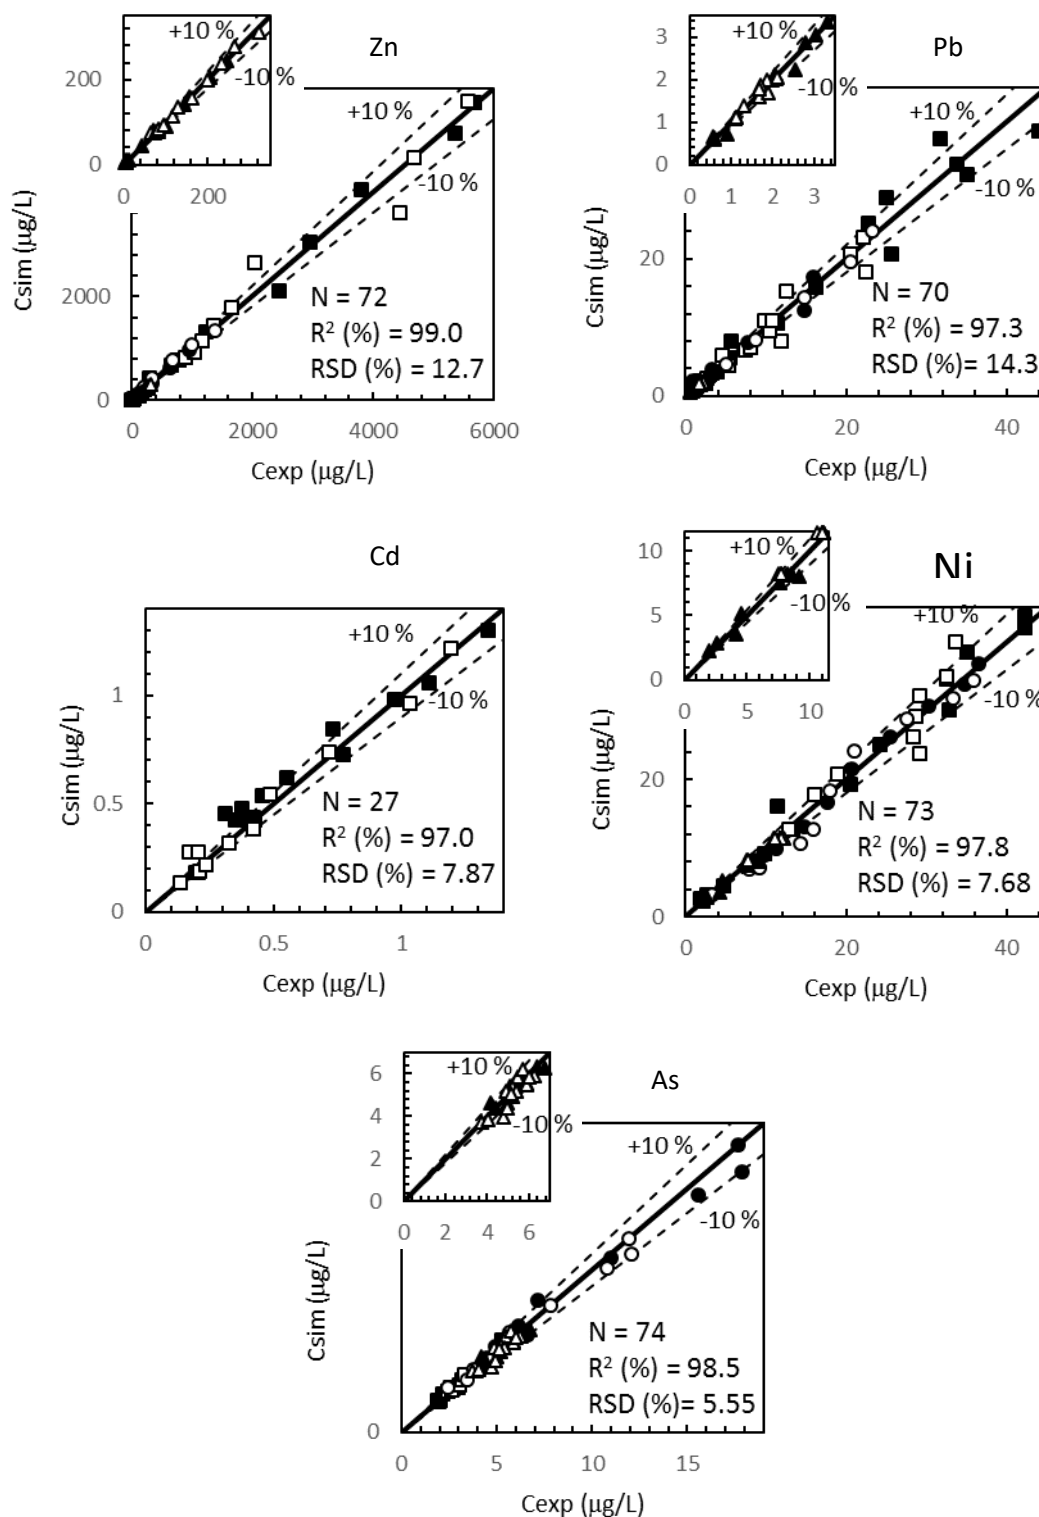 Zn
+10 %
-10 %
200
0
0
200
+10 %
-10 %
2000
0
N = 72
R² (%) = 99.0
RSD (%) = 12.7
0
2000
4000
6000
Csim (µg/L)
Cexp (µg/L)
Pb
+10 %
-10 %
3
2
1
0
0
1
2
3
+10 %
-10 %
20
0
N = 70
R² (%) = 97.3
RSD (%)= 14.3
0
20
40
Csim (µg/L)
Cexp (µg/L)
Cd
+10 %
-10 %
1
0.5
0
N = 27
R² (%) = 97.0
RSD (%) = 7.87
0
0.5
1
Csim (µg/L)
Cexp (µg/L)
Ni
+10 %
-10 %
10
5
0
0
5
10
+10 %
-10 %
20
0
N = 73
R² (%) = 97.8
RSD (%) = 7.68
0
20
40
Csim (µg/L)
Cexp (µg/L)
As
+10 %
-10 %
6
4
2
0
0
2
4
6
+10 %
-10 %
0
N = 74
R² (%) = 98.5
RSD (%)= 5.55
0
5
10
15
Csim (µg/L)
Cexp (µg/L)